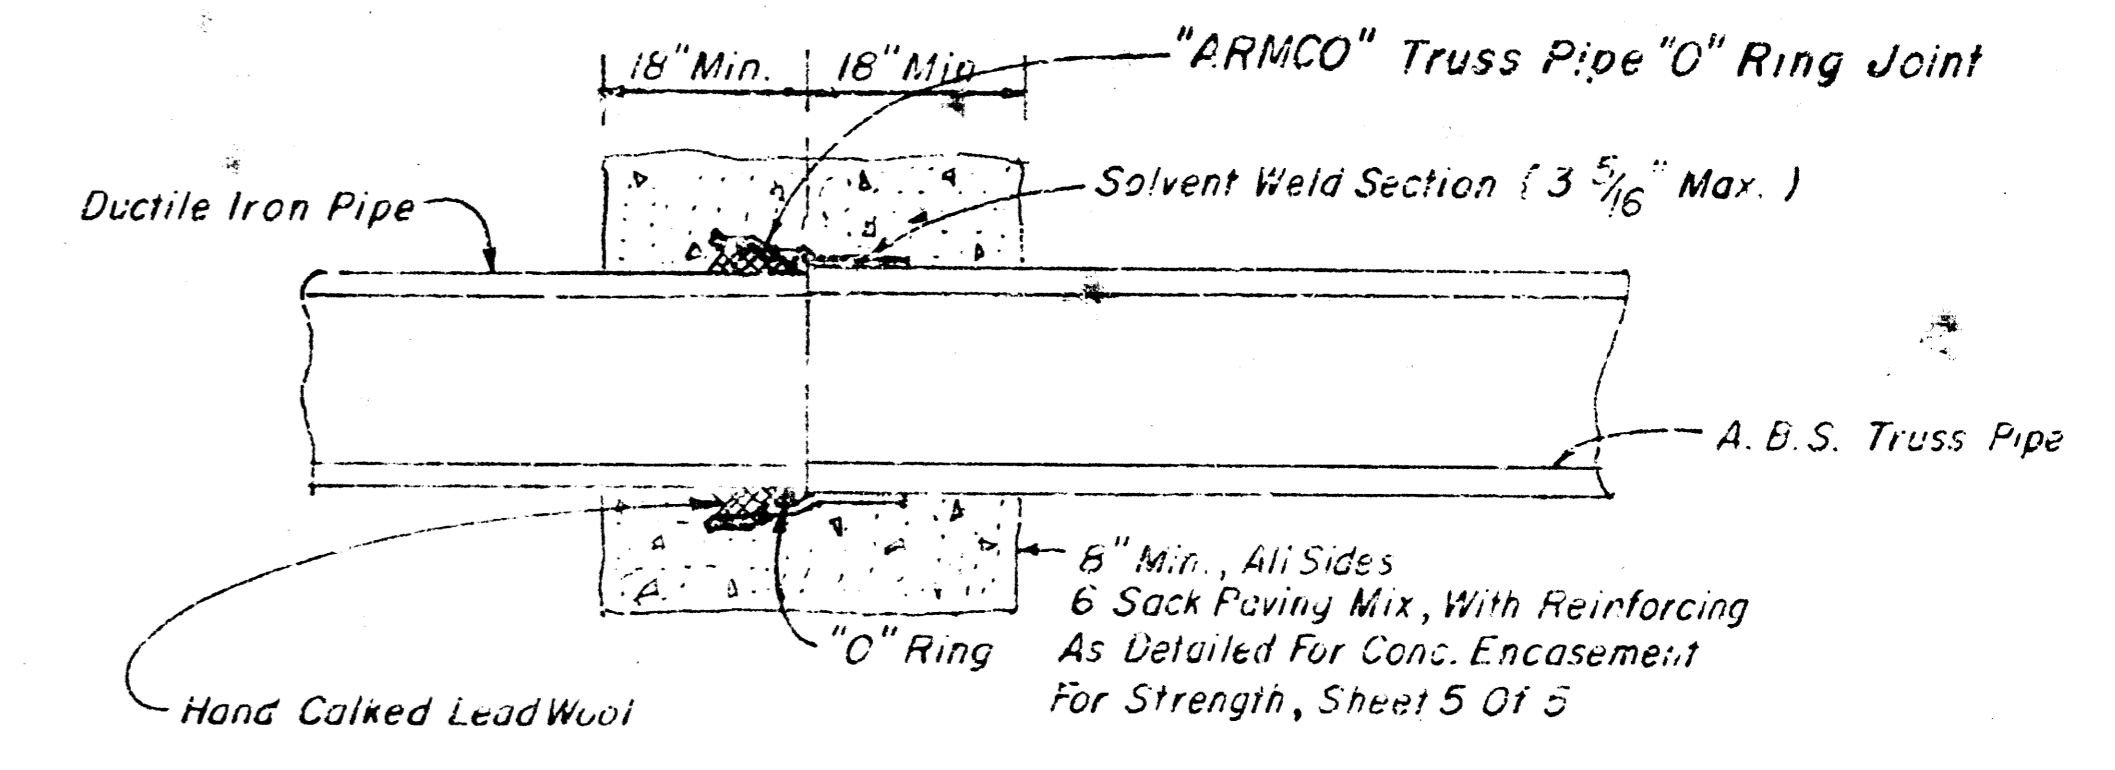 18" Min. 18" Min
"ARMCO" Truss Pipe "O" Ring Joint
Solvent Weld Section ( 3 5/16" Max. )
Ductile Iron Pipe
A.B.S. Truss Pipe
8" Min., All Sides
6 Sack Paving Mix, With Reinforcing
As Detailed For Conc. Encasement
For Strength, Sheet 5 Of 5
"O" Ring
Hand Calked Lead Wool